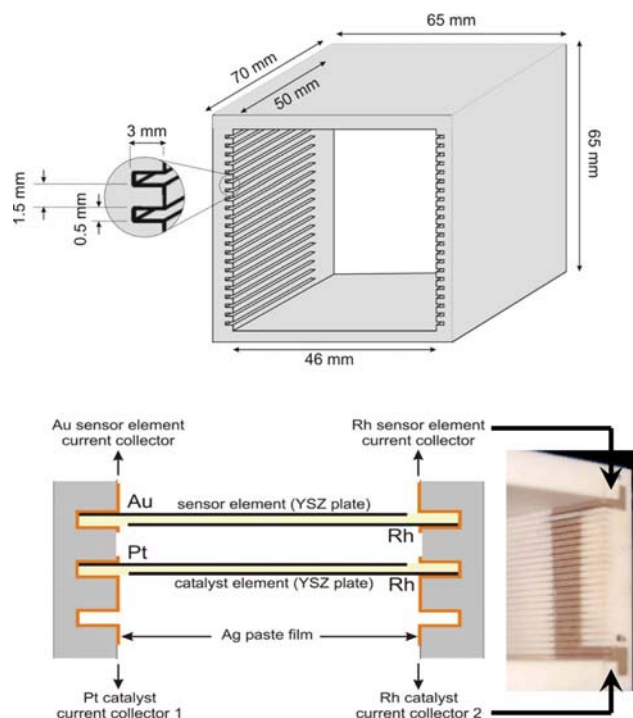 65 mm
70 mm
50 mm
3 mm
65 mm
1.5 mm
0.5 mm
46 mm
Au sensor element
current collector
Rh sensor element
current collector
Au
sensor element (YSZ plate)
Rh
Pt
catalyst element (YSZ plate)
Rh
Ag paste film
Pt catalyst
current collector 1
Rh catalyst
current collector 2